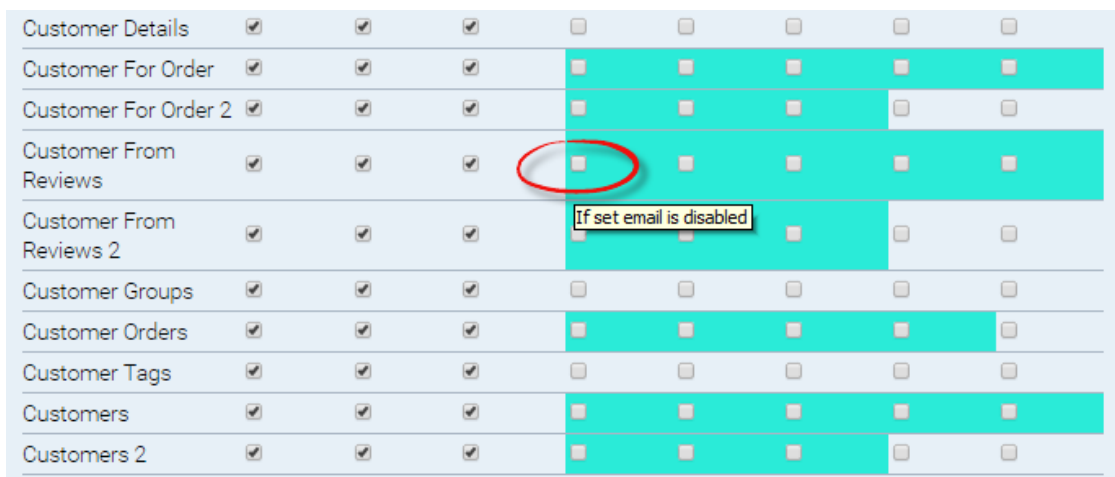 Customer Details
Customer For Order
Customer For Order 2
Customer From
Reviews
If set email is disabled
Customer From
Reviews 2
Customer Groups
Customer Orders
Customer Tags
Customers
Customers 2